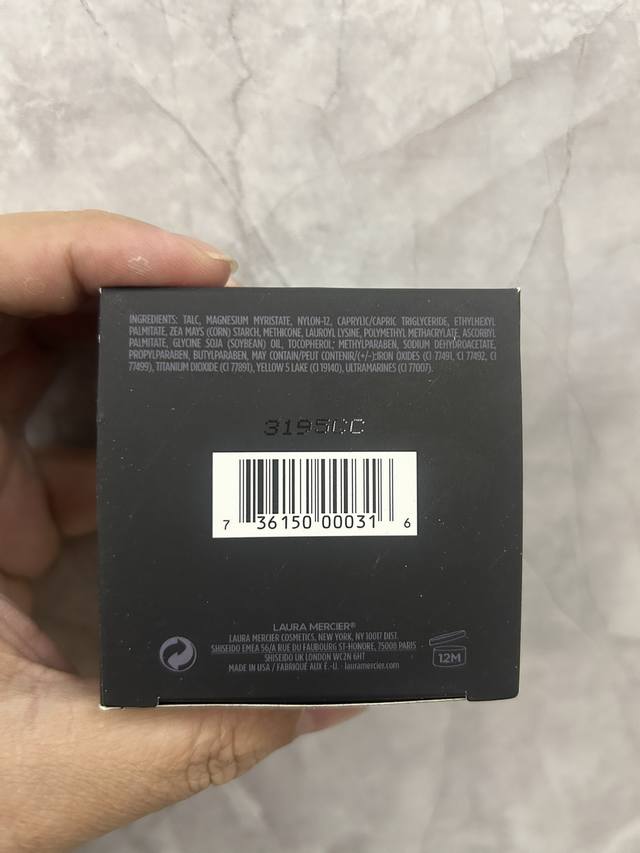 INGREDIENTS: TALC, MAGNESIUM MYRISTATE, NYLON-12, CAPRYLIC/CAPRIC TRIGLYCERIDE, ETHYLHEXYL
PALMITATE, ZEA MAYS (CORN) STARCH, METHICONE, LAUROYL LYSINE, POLYMETHYL METHACRYLATE, ASCORBYL
PALMITATE, GLYCINE SOJA (SOYBEAN) OIL, TOCOPHEROL; METHYLPARABEN, SODIUM DEHYDROACETATE,
PROPYLPARABEN, BUTYLPARABEN, MAY CONTAIN/PEUT CONTENIR/(+/-):IRON OXIDES (CI 77491, CI 77492, CI
77499), TITANIUM DIOXIDE (CI 77891), YELLOW 5 LAKE (CI 19140), ULTRAMARINES (CI 77007).
3195CC
7 36150 00031 6
LAURA MERCIER®
LAURA MERCIER COSMETICS, NEW YORK, NY 10017 DIST.
SHISEIDO EMEA 56/A RUE DU FAUBOURG ST-HONORE, 75008 PARIS
SHISEIDO UK LONDON WC2N 6HT
MADE IN USA / FABRIQUÉ AUX É.-U. · lauramercier.com
12M